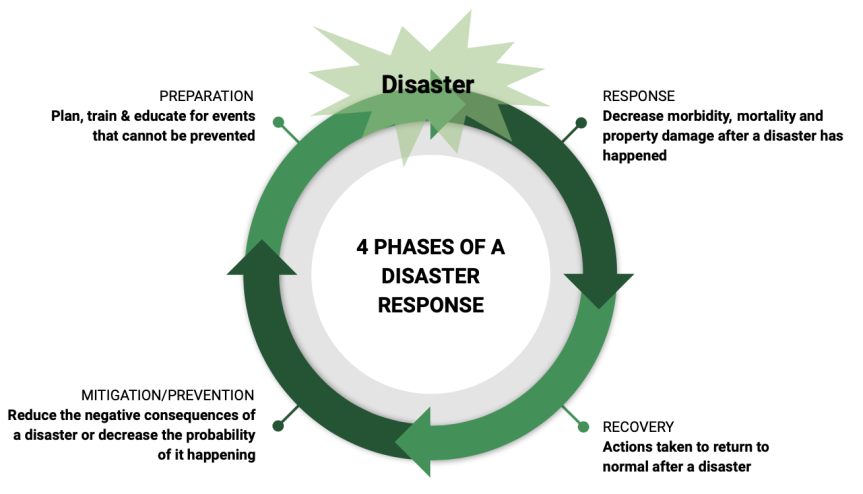 Disaster
PREPARATION
Plan, train & educate for events
that cannot be prevented
RESPONSE
Decrease morbidity, mortality and
property damage after a disaster has
happened
4 PHASES OF A
DISASTER
RESPONSE
MITIGATION/PREVENTION
Reduce the negative consequences of
a disaster or decrease the probability
of it happening
RECOVERY
Actions taken to return to
normal after a disaster